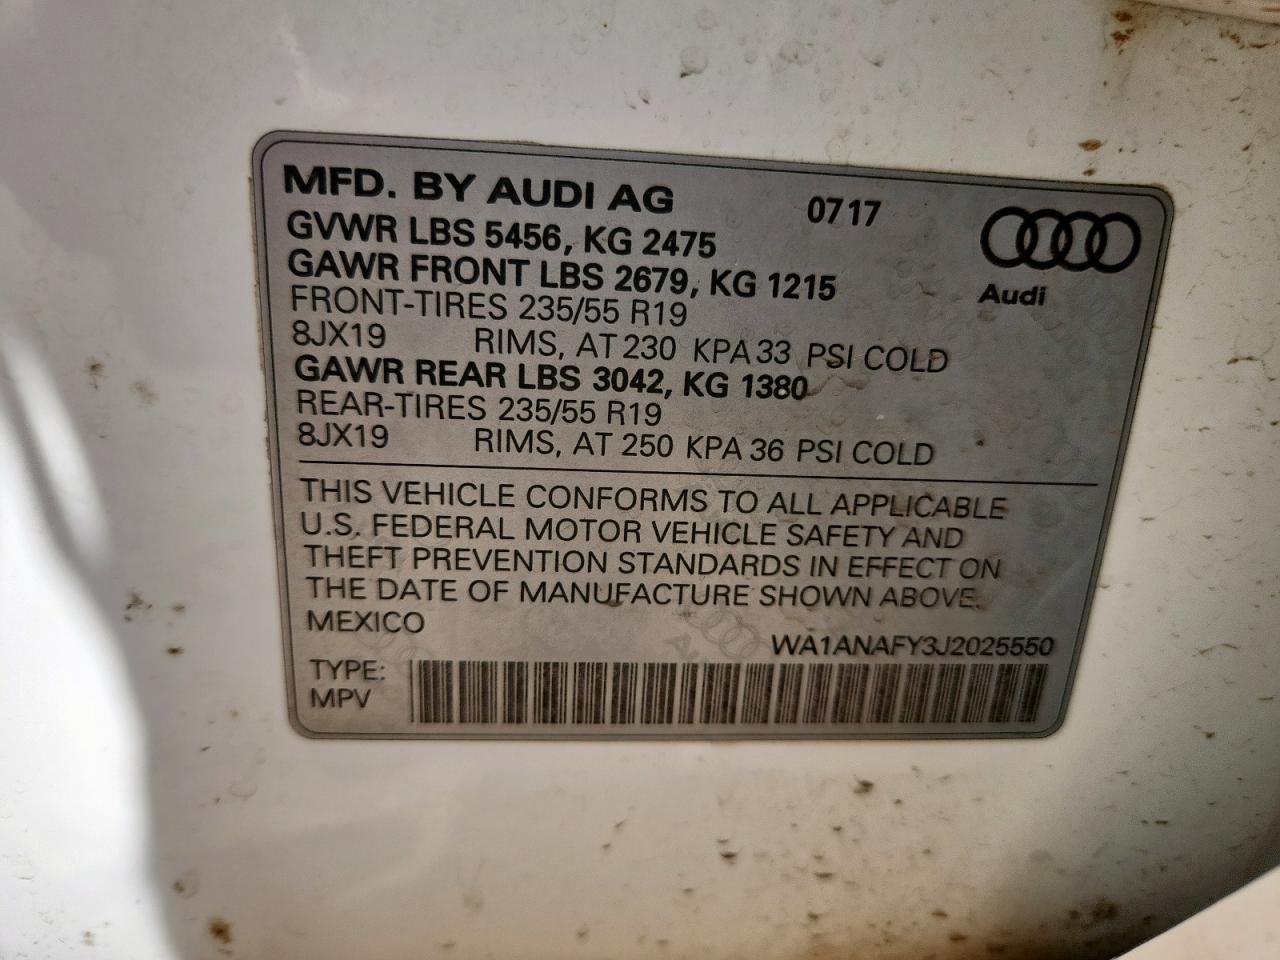 MFD. BY AUDI AG 0717
GVWR LBS 5456, KG 2475
GAWR FRONT LBS 2679, KG 1215
Audi
FRONT-TIRES 235/55 R19
8JX19 RIMS, AT 230 KPA 33 PSI COLD
GAWR REAR LBS 3042, KG 1380
REAR-TIRES 235/55 R19
8JX19 RIMS, AT 250 KPA 36 PSI COLD
THIS VEHICLE CONFORMS TO ALL APPLICABLE
U.S. FEDERAL MOTOR VEHICLE SAFETY AND
THEFT PREVENTION STANDARDS IN EFFECT ON
THE DATE OF MANUFACTURE SHOWN ABOVE.
MEXICO
WA1ANAFY3J2025550
TYPE:
MPV